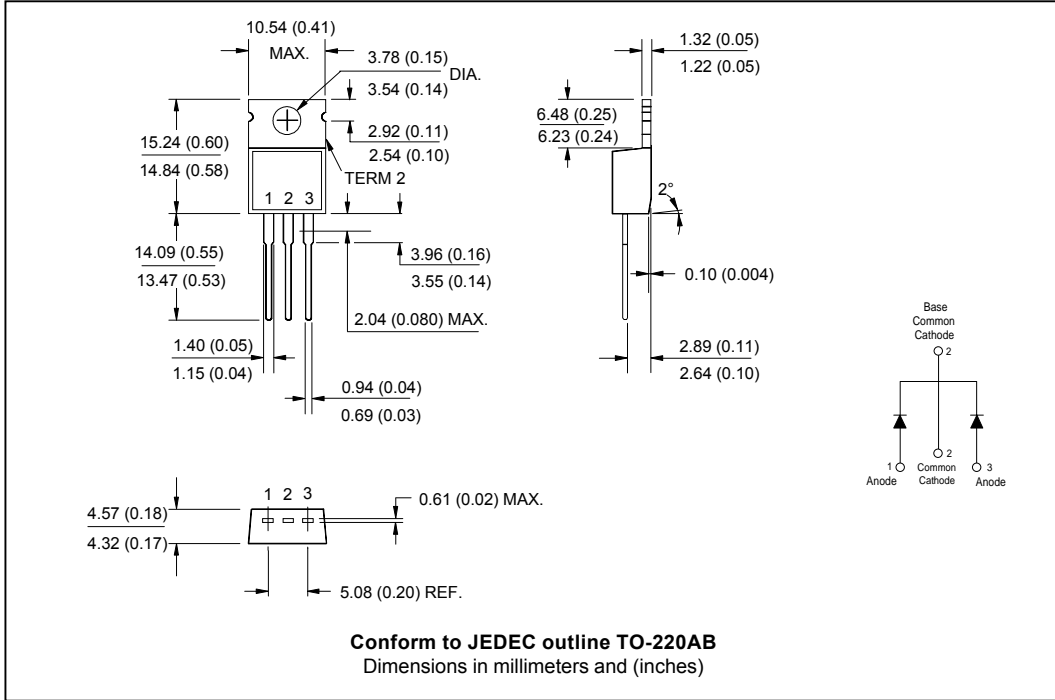 10.54 (0.41)
MAX.
3.78 (0.15)
3.54 (0.14)
DIA.
2.92 (0.11)
2.54 (0.10)
TERM 2
15.24 (0.60)
14.84 (0.58)
1 2 3
14.09 (0.55)
13.47 (0.53)
3.96 (0.16)
3.55 (0.14)
2.04 (0.080) MAX.
1.40 (0.05)
1.15 (0.04)
0.94 (0.04)
0.69 (0.03)
1.32 (0.05)
1.22 (0.05)
6.48 (0.25)
6.23 (0.24)
2°
0.10 (0.004)
2.89 (0.11)
2.64 (0.10)
Base
Common
Cathode
2
1
Anode
2
Common
Cathode
3
Anode
1 2 3
4.57 (0.18)
4.32 (0.17)
0.61 (0.02) MAX.
5.08 (0.20) REF.
Conform to JEDEC outline TO-220AB
Dimensions in millimeters and (inches)